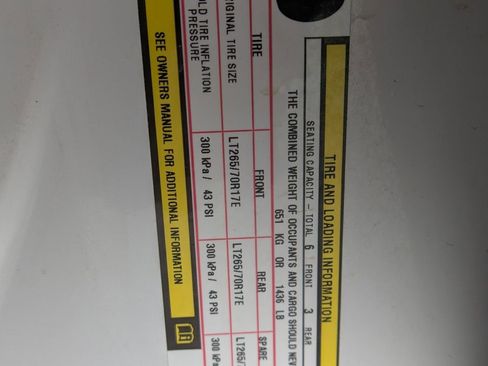 TIRE AND LOADING INFORMATION
SEATING CAPACITY - TOTAL 6 FRONT 3 REAR
THE COMBINED WEIGHT OF OCCUPANTS AND CARGO SHOULD
651 KG OR 1436 LB
TIRE FRONT REAR SPARE
TIRE SIZE LT265/70R17E LT265/70R17E
TIRE INFLATION PRESSURE 300 kPa / 43 PSI 300 kPa / 43 PSI 300
SEE OWNERS MANUAL FOR ADDITIONAL INFORMATION